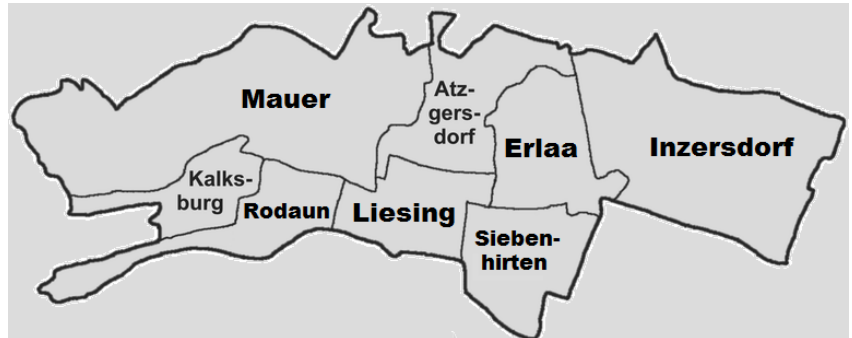 Mauer
Atz-
gers-
dorf
Erlaa
Inzersdorf
Kalks-
burg
Rodaun
Liesing
Sieben-
hirten